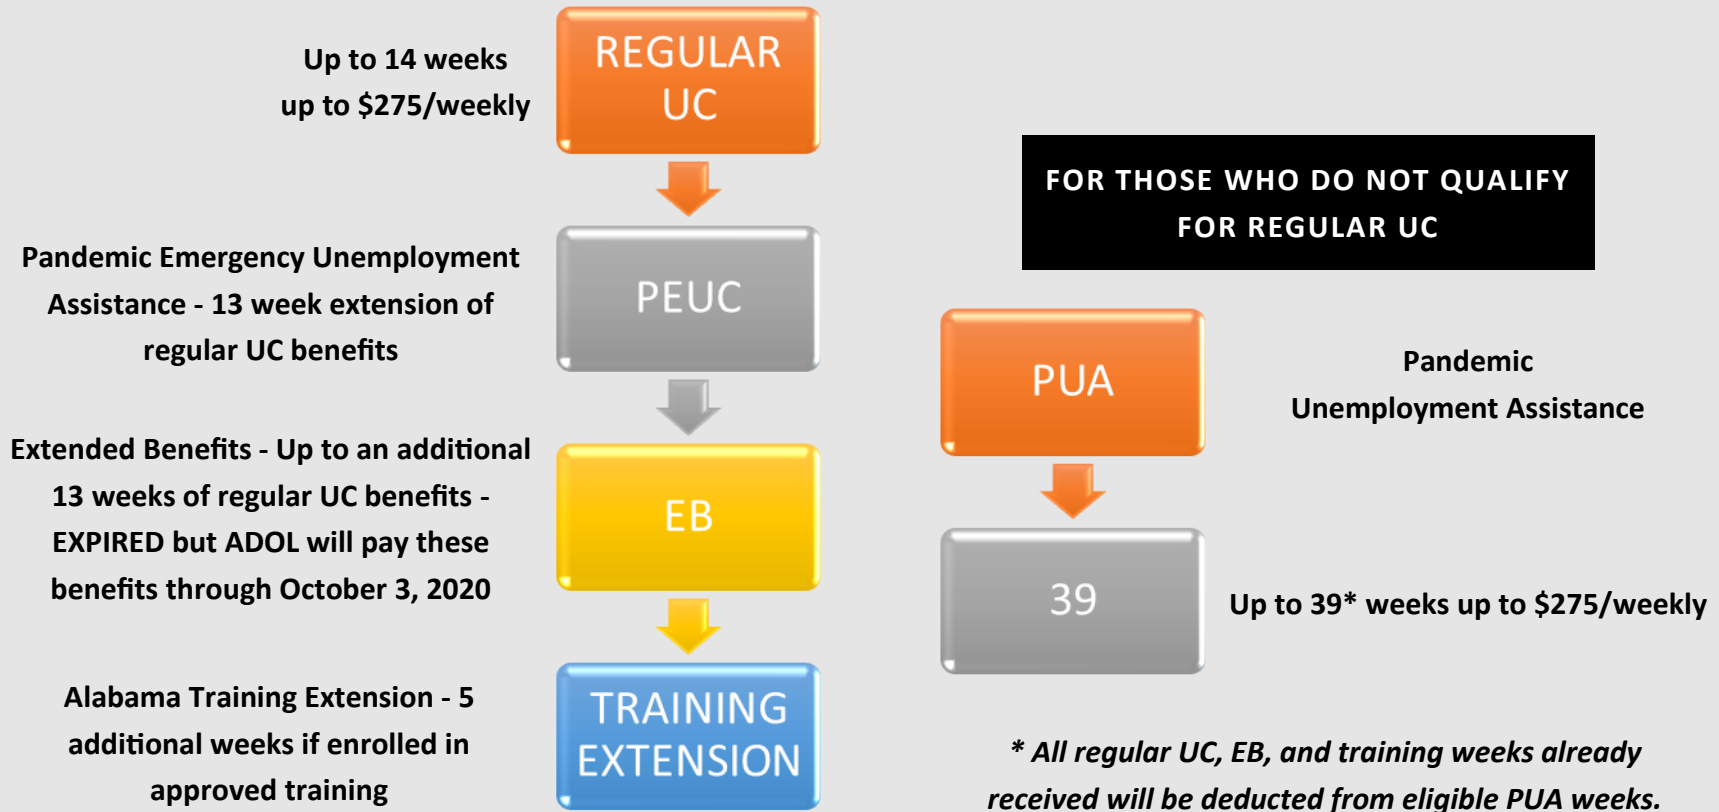 Up to 14 weeks
up to $275/weekly
REGULAR
UC
Pandemic Emergency Unemployment
Assistance - 13 week extension of
regular UC benefits
PEUC
Extended Benefits - Up to an additional
13 weeks of regular UC benefits -
EXPIRED but ADOL will pay these
benefits through October 3, 2020
EB
Alabama Training Extension - 5
additional weeks if enrolled in
approved training
TRAINING
EXTENSION
FOR THOSE WHO DO NOT QUALIFY
FOR REGULAR UC
PUA
Pandemic
Unemployment Assistance
39
Up to 39* weeks up to $275/weekly
* All regular UC, EB, and training weeks already
received will be deducted from eligible PUA weeks.